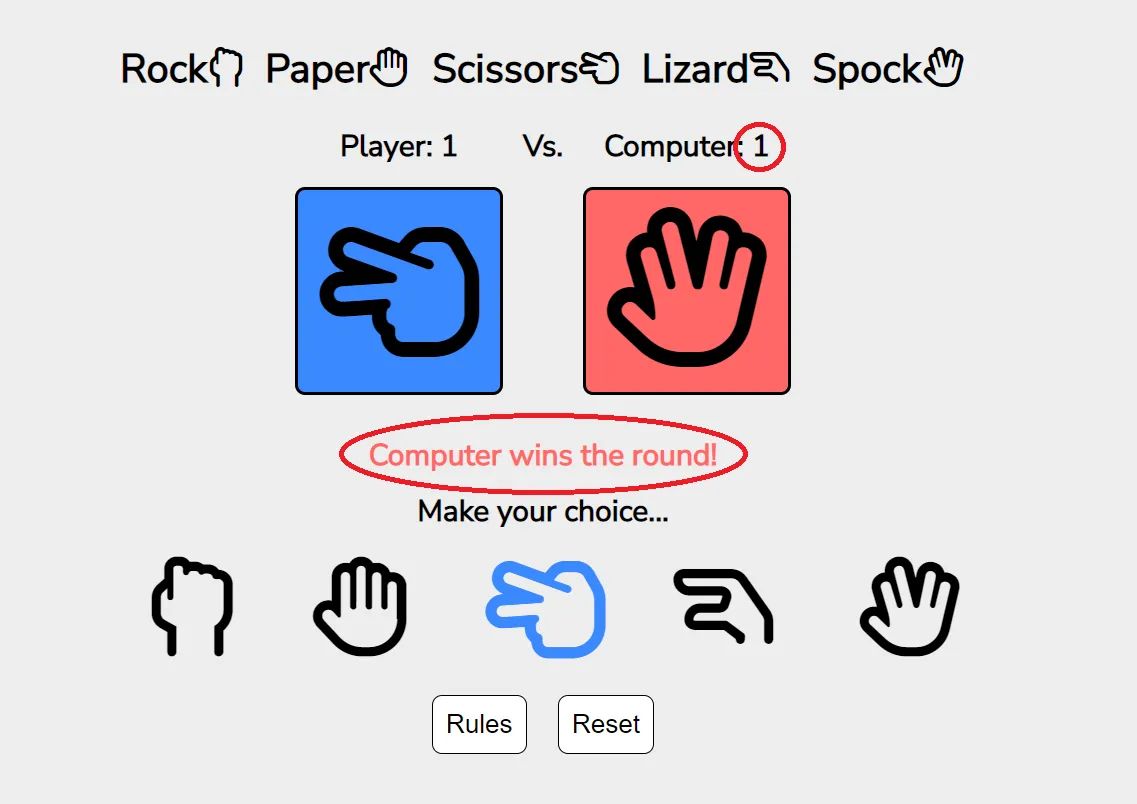 Rock Paper Scissors Lizard Spock
Player: 1 Vs. Computer: 1
Computer wins the round!
Make your choice...
Rules Reset